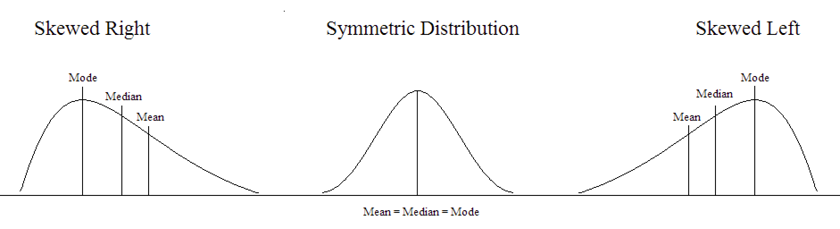 Skewed Right
Symmetric Distribution
Skewed Left
Mode
Median
Mean
Mode
Median
Mean
Mean = Median = Mode